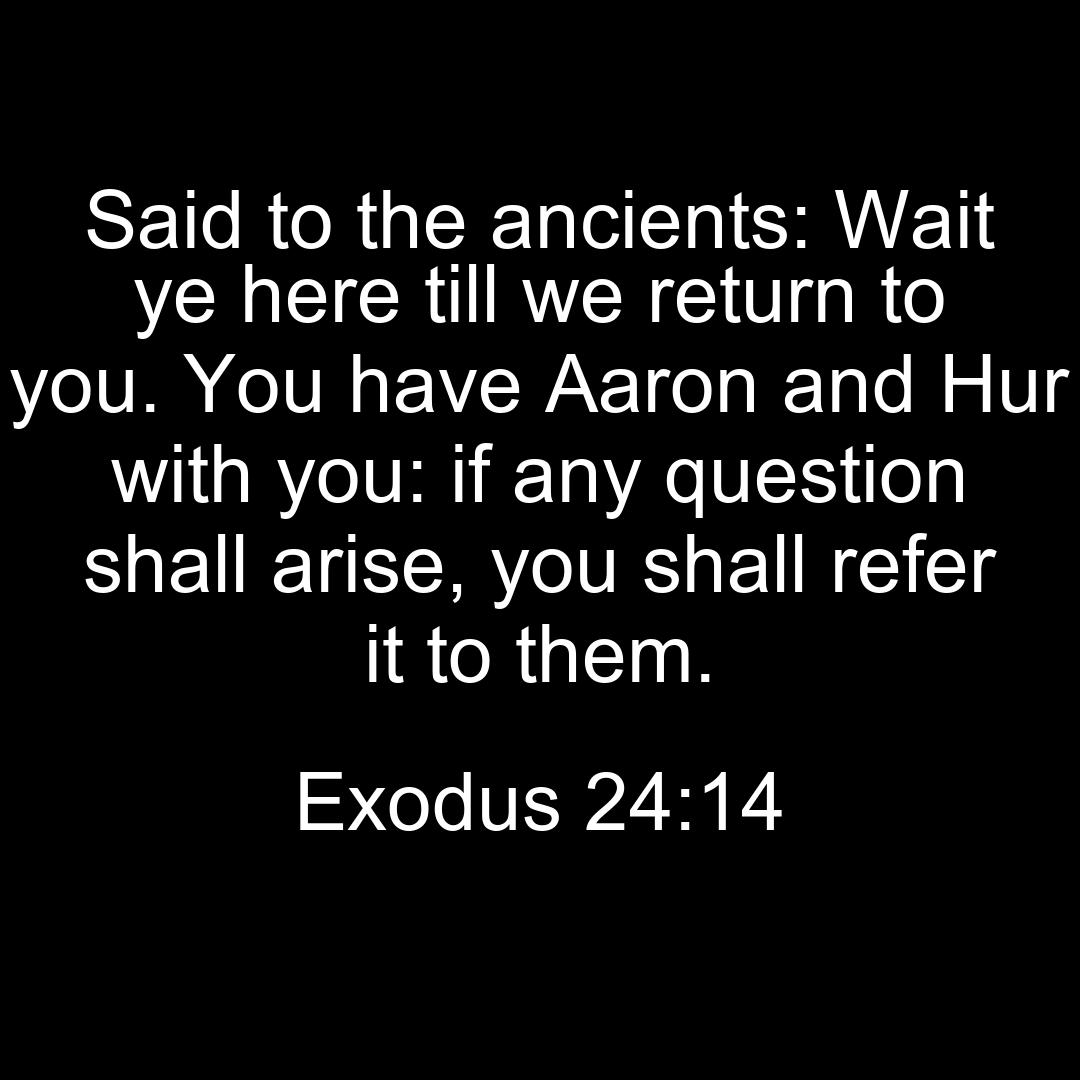 Said to the ancients: Wait
ye here till we return to
you. You have Aaron and Hur
with you: if any question
shall arise, you shall refer
it to them.
Exodus 24:14